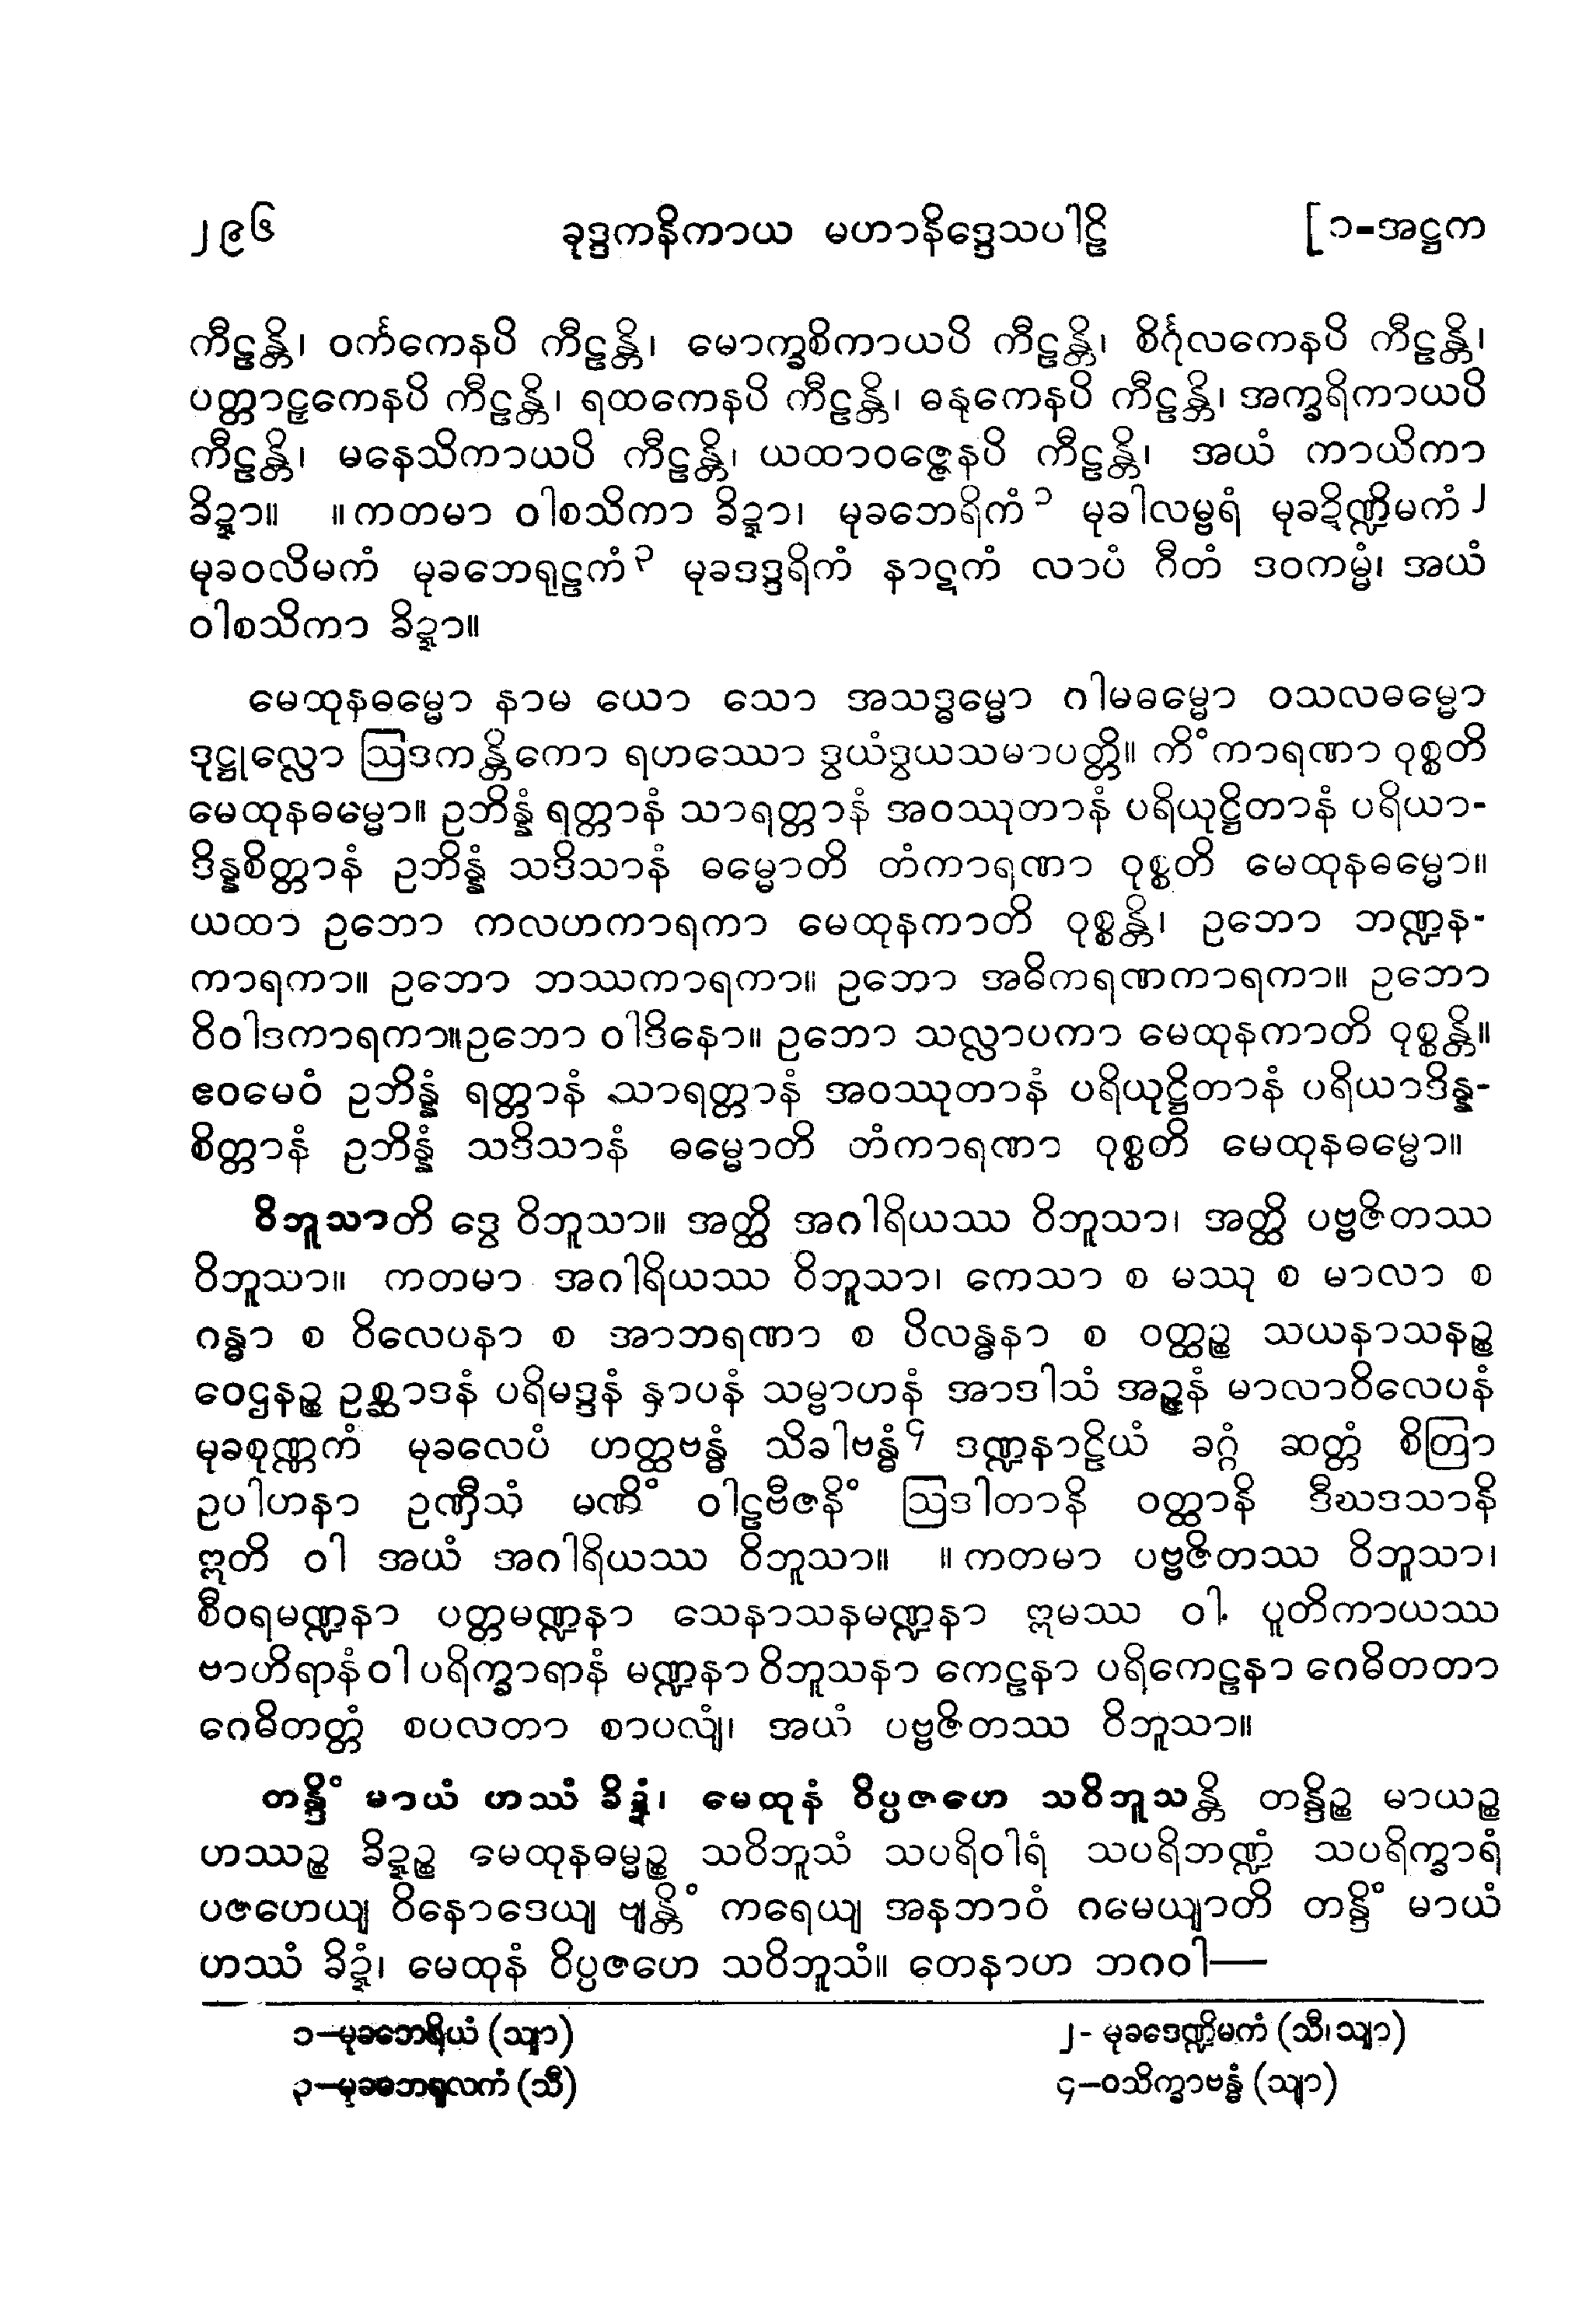 ၂၉၆ ခုဒ္ဒကနိကာယ မဟာနိဒ္ဒေသပါဠိ [၁-အဋ္ဌက
ကီဠန္တိ၊ ဝင်္ကကေနပိ ကီဠန္တိ၊ မောက္ခစိကာယပိ ကီဠန္တိ၊ စိင်္ဂုလကေနပိ ကီဠန္တိ၊
ပတ္တာဠှကေနပိ ကီဠန္တိ၊ ရထကေနပိ ကီဠန္တိ၊ ဓနုကေနပိ ကီဠန္တိ၊ အက္ခရိကာယပိ
ကီဠန္တိ၊ မနေသိကာယပိ ကီဠန္တိ၊ ယထာဝဇ္ဇေနပိ ကီဠန္တိ၊ အယံ ကာယိကာ
ခိဍ္ဍာ။ ။ကတမာ ဝါစသိကာ ခိဍ္ဍာ၊ မုခဘေရိကံ၁ မုခါလမ္ဗရံ မုခဍိဏ္ဍိမကံ၂
မုခဝလိမကံ မုခဘေရုဠကံ၃ မုခဒဒ္ဒရိကံ နာဋကံ လာပံ ဂီတံ ဒဝကမ္မံ၊ အယံ
ဝါစသိကာ ခိဍ္ဍာ။
မေထုနဓမ္မော နာမ ယော သော အသဒ္ဓမ္မော ဂါမဓမ္မော ဝသလဓမ္မော
ဒုဋ္ဌုလ္လော ဩဒကန္တိကော ရဟဿော ဒွယံဒွယသမာပတ္တိ။ ကိံကာရဏာ ဝုစ္စတိ
မေထုနဓမ္မော။ ဥဘိန္နံ ရတ္တာနံ သာရတ္တာနံ အဝဿုတာနံ ပရိယုဋ္ဌိတာနံ ပရိယာ-
ဒိန္နစိတ္တာနံ ဥဘိန္နံ သဒိသာနံ ဓမ္မောတိ တံကာရဏာ ဝုစ္စတိ မေထုနဓမ္မော။
ယထာ ဥဘော ကလဟကာရကာ မေထုနကာတိ ဝုစ္စန္တိ၊ ဥဘော ဘဏ္ဍန-
ကာရကာ။ ဥဘော ဘဿကာရကာ။ ဥဘော အဓိကရဏကာရကာ။ ဥဘော
ဝိဝါဒကာရကာ။ဥဘော ဝါဒိနော။ ဥဘော သလ္လာပကာ မေထုနကာတိ ဝုစ္စန္တိ။
ဧဝမေဝံ ဥဘိန္နံ ရတ္တာနံ သာရတ္တာနံ အဝဿုတာနံ ပရိယုဋ္ဌိတာနံ ပရိယာဒိန္န-
စိတ္တာနံ ဥဘိန္နံ သဒိသာနံ ဓမ္မောတိ တံကာရဏာ ဝုစ္စတိ မေထုနဓမ္မော။
ဝိဘူသာတိ ဒွေ ဝိဘူသာ။ အတ္ထိ အဂါရိယဿ ဝိဘူသာ၊ အတ္ထိ ပဗ္ဗဇိတဿ
ဝိဘူသာ။ ကတမာ အဂါရိယဿ ဝိဘူသာ၊ ကေသာ စ မဿု စ မာလာ စ
ဂန္ဓာ စ ဝိလေပနာ စ အာဘရဏာ စ ပိလန္ဓနာ စ ဝတ္ထဉ္စ သယနာသနဉ္စ
ဝေဌနဉ္စ ဥစ္ဆာဒနံ ပရိမဒ္ဒနံ နှာပနံ သမ္ဗာဟနံ အာဒါသံ အဉ္ဇနံ မာလာဝိလေပနံ
မုခစုဏ္ဏကံ မုခလေပံ ဟတ္ထဗန္ဓံ သိခါဗန္ဓံ၄ ဒဏ္ဍနာဠိယံ ခဂ္ဂံ ဆတ္တံ စိတြာ
ဥပါဟနာ ဥဏှီသံ မဏိံ ဝါဠဗီဇနိံ ဩဒါတာနိ ဝတ္ထာနိ ဒီဃဒသာနိ
ဣတိ ဝါ အယံ အဂါရိယဿ ဝိဘူသာ။ ။ကတမာ ပဗ္ဗဇိတဿ ဝိဘူသာ၊
စီဝရမဏ္ဍနာ ပတ္တမဏ္ဍနာ သေနာသနမဏ္ဍနာ ဣမဿ ဝါ ပူတိကာယဿ
ဗာဟိရာနံဝါ ပရိက္ခာရာနံ မဏ္ဍနာ ဝိဘူသနာ ကေဠနာ ပရိကေဠနာ ဂေဓိတတာ
ဂေဓိတတ္တံ စပလတာ စာပလျံ၊ အယံ ပဗ္ဗဇိတဿ ဝိဘူသာ။
တန္ဒိံ မာယံ ဟဿံ ခိဍ္ဍံ၊ မေထုနံ ဝိပ္ပဇဟေ သဝိဘူသန္တိ တန္ဒိဉ္စ မာယဉ္စ
ဟဿဉ္စ ခိဍ္ဍဉ္စ မေထုနဓမ္မဉ္စ သဝိဘူသံ သပရိဝါရံ သပရိဘဏ္ဍံ သပရိက္ခာရံ
ပဇဟေယျ ဝိနောဒေယျ ဗျန္တိံ ကရေယျ အနဘာဝံ ဂမေယျာတိ တန္ဒိံ မာယံ
ဟဿံ ခိဍ္ဍံ၊ မေထုနံ ဝိပ္ပဇဟေ သဝိဘူသံ။ တေနာဟ ဘဂဝါ—
၁–မုခဘေရိယံ (သျာ) ၂- မုခဒေဏ္ဍိမကံ (သီ၊သျာ)
၃–မုခဘေရူလကံ (သီ) ၄–ဝသိက္ခာဗန္ဓံ (သျာ)